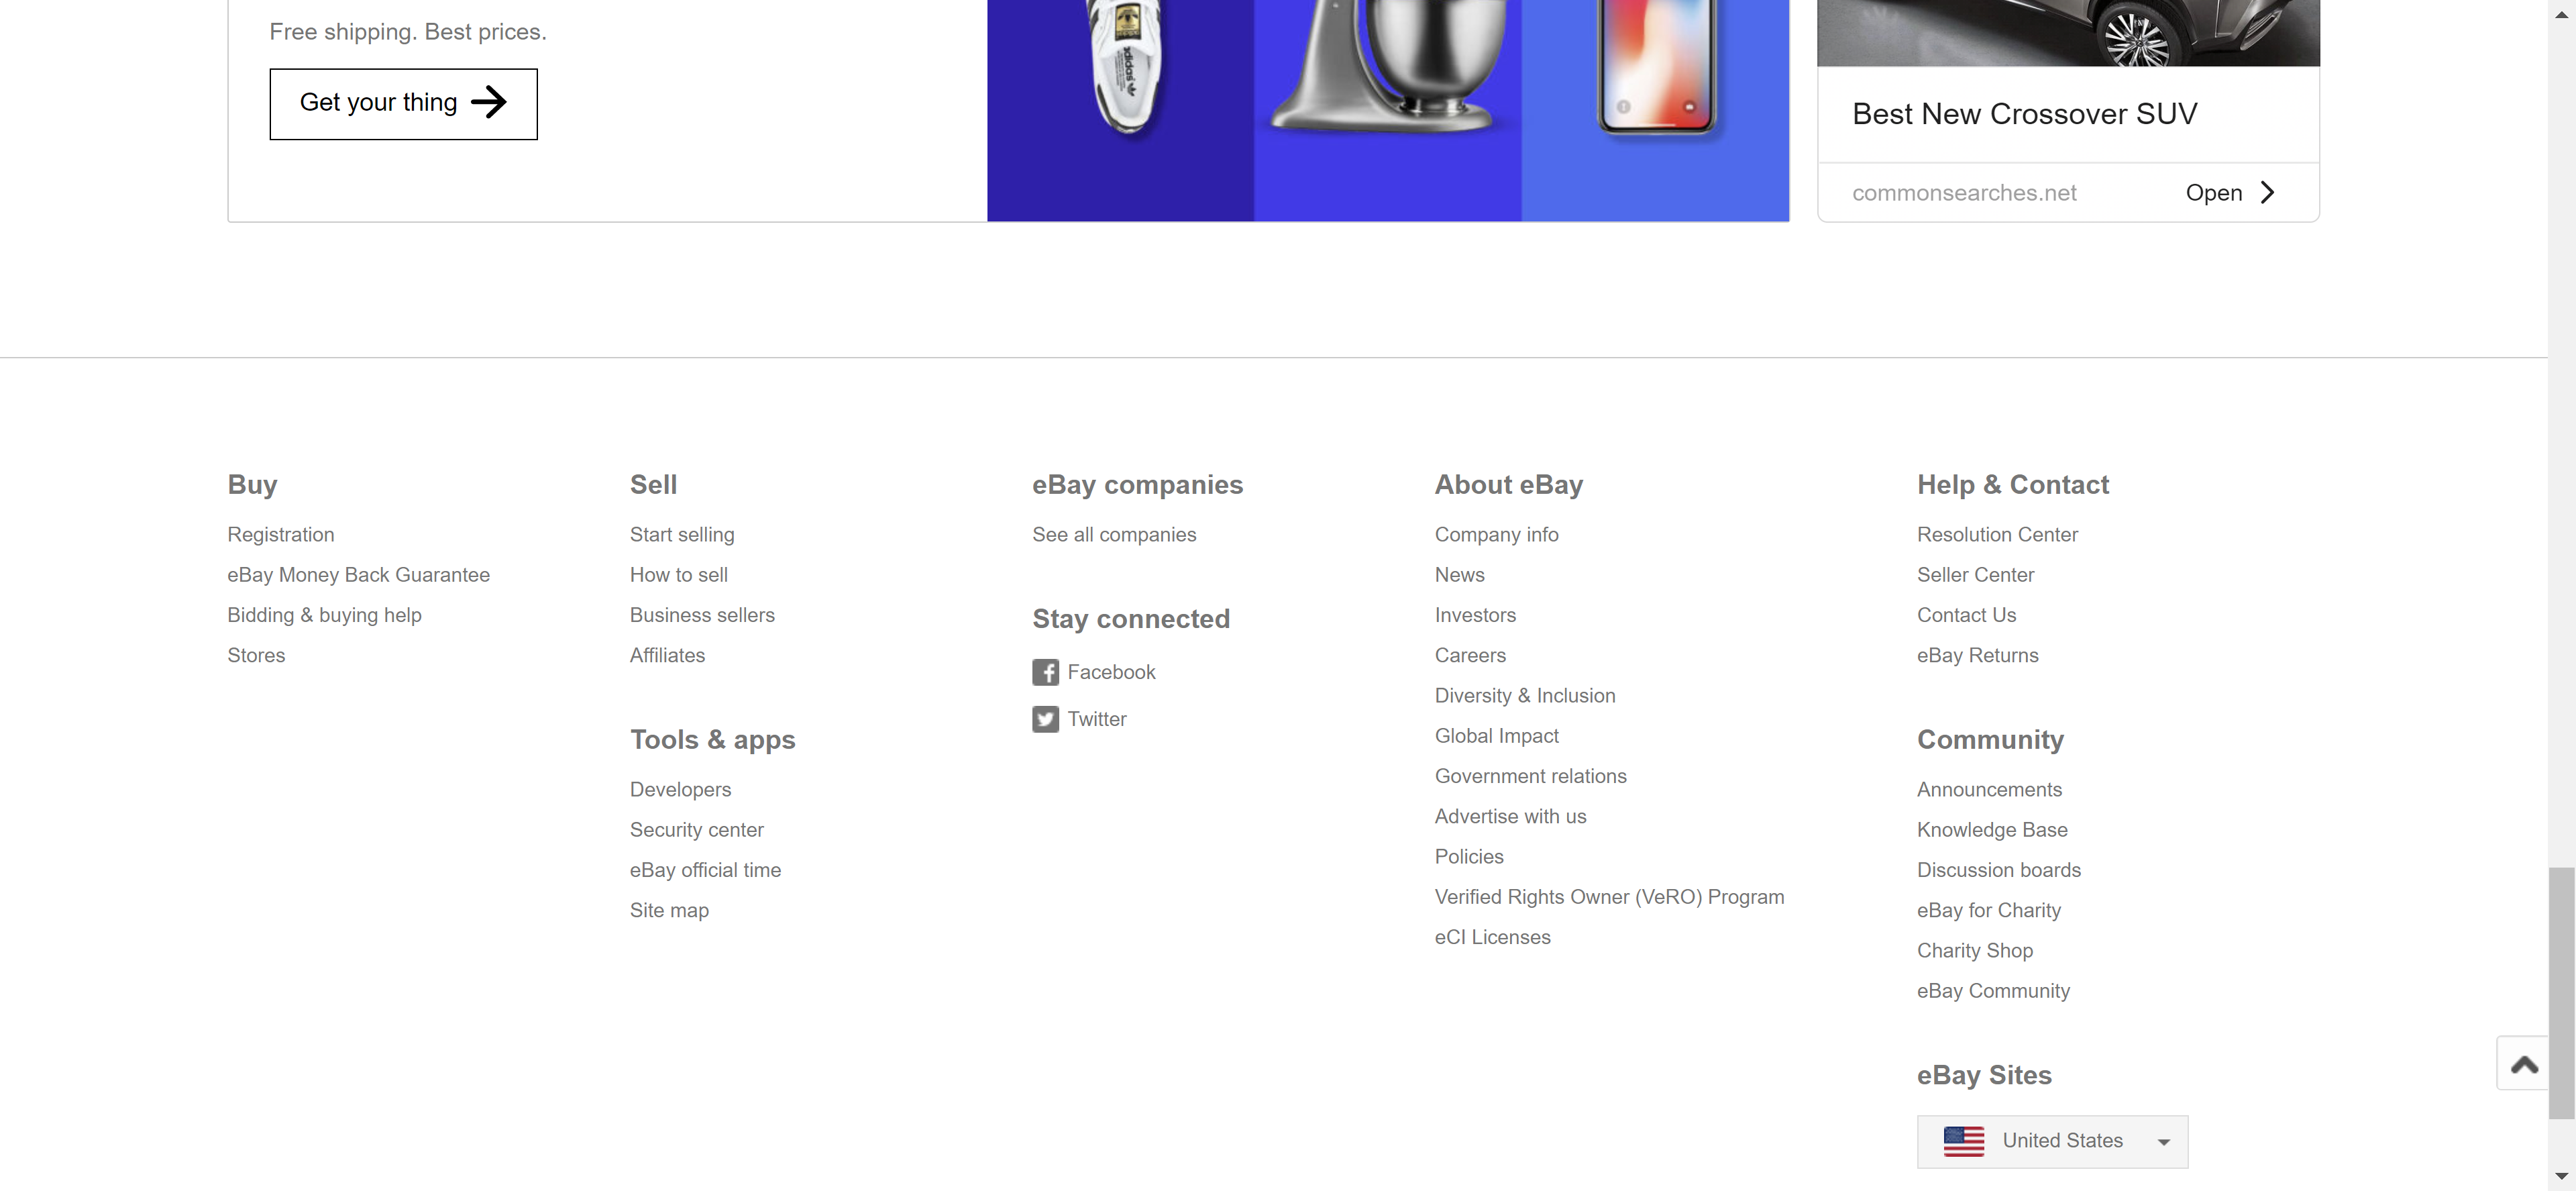 Free shipping. Best prices.
Get your thing
adidas
Best New Crossover SUV
commonsearches.net
Open
Buy
Registration
eBay Money Back Guarantee
Bidding & buying help
Stores
Sell
Start selling
How to sell
Business sellers
Affiliates
Tools & apps
Developers
Security center
eBay official time
Site map
eBay companies
See all companies
Stay connected
Facebook
Twitter
About eBay
Company info
News
Investors
Careers
Diversity & Inclusion
Global Impact
Government relations
Advertise with us
Policies
Verified Rights Owner (VeRO) Program
eCI Licenses
Help & Contact
Resolution Center
Seller Center
Contact Us
eBay Returns
Community
Announcements
Knowledge Base
Discussion boards
eBay for Charity
Charity Shop
eBay Community
eBay Sites
United States